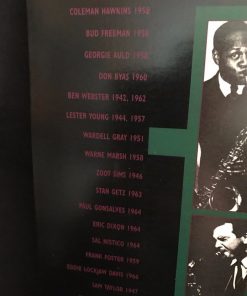 COLEMAN HAWKINS 1958
BUD FREEMAN 1958
GEORGIE AULD 1958
DON BYAS 1960
BEN WEBSTER 1942, 1962
LESTER YOUNG 1944, 1957
WARDELL GRAY 1951
WARNE MARSH 1958
ZOOT SIMS 1946
STAN GETZ 1963
PAUL GONSALVES 1964
ERIC DIXON 1964
SAL NISTICO 1964
FRANK FOSTER 1959
EDDIE LOCKJAW DAVIS 1964
SAM TAYLOR 1947